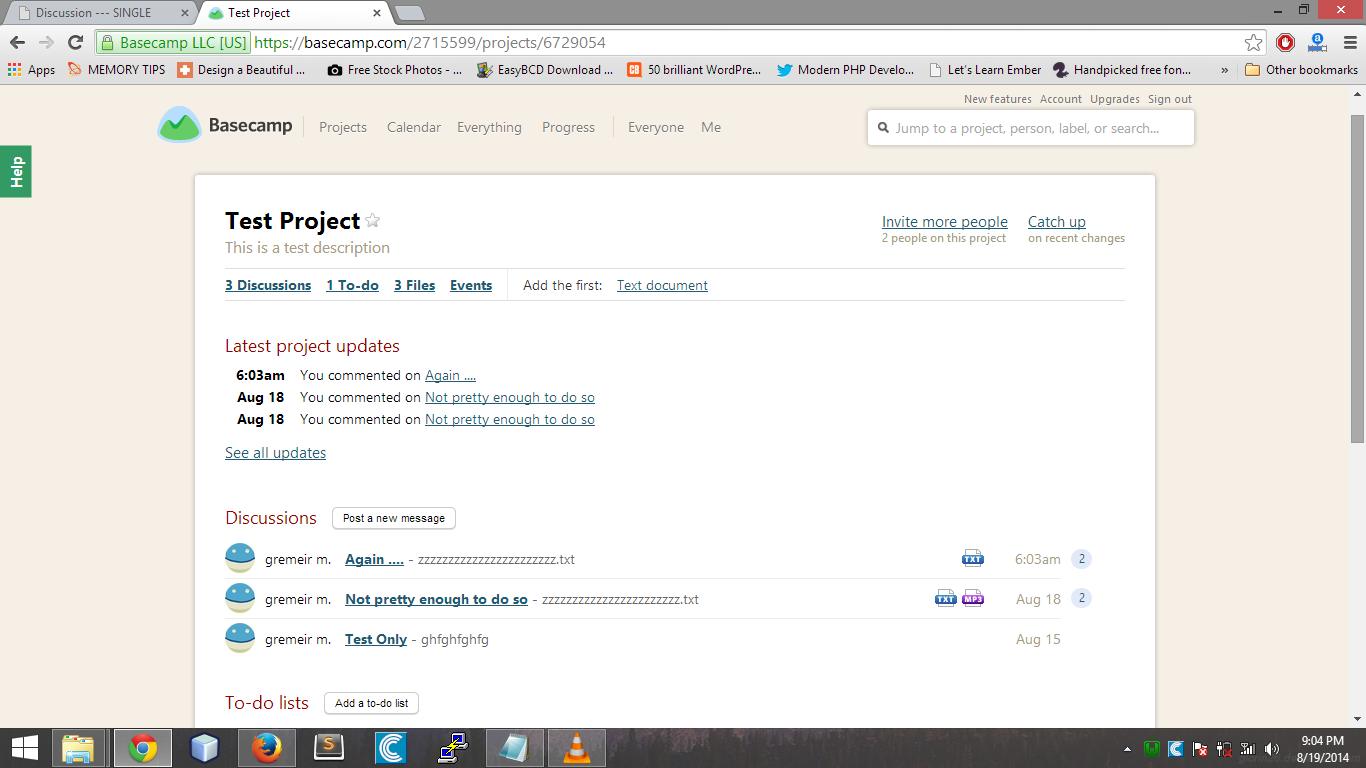 Discussion --- SINGLE
Test Project
Basecamp LLC [US]
https://basecamp.com/2715599/projects/6729054
Apps
MEMORY TIPS
Design a Beautiful ...
Free Stock Photos - ...
EasyBCD Download ...
50 brilliant WordPre...
Modern PHP Develo...
Let's Learn Ember
Handpicked free fon...
»
Other bookmarks
New features Account Upgrades Sign out
Basecamp
Projects Calendar Everything Progress Everyone Me
Jump to a project, person, label, or search...
Help
Test Project
This is a test description
Invite more people
2 people on this project
Catch up
on recent changes
3 Discussions 1 To-do 3 Files Events Add the first: Text document
Latest project updates
6:03am You commented on Again ....
Aug 18 You commented on Not pretty enough to do so
Aug 18 You commented on Not pretty enough to do so
See all updates
Discussions Post a new message
gremeir m. Again .... - zzzzzzzzzzzzzzzzzzzzzzz.txt TXT 6:03am 2
gremeir m. Not pretty enough to do so - zzzzzzzzzzzzzzzzzzzzzzz.txt TXT MP3 Aug 18 2
gremeir m. Test Only - ghfghfghfg Aug 15
To-do lists Add a to-do list
9:04 PM
8/19/2014